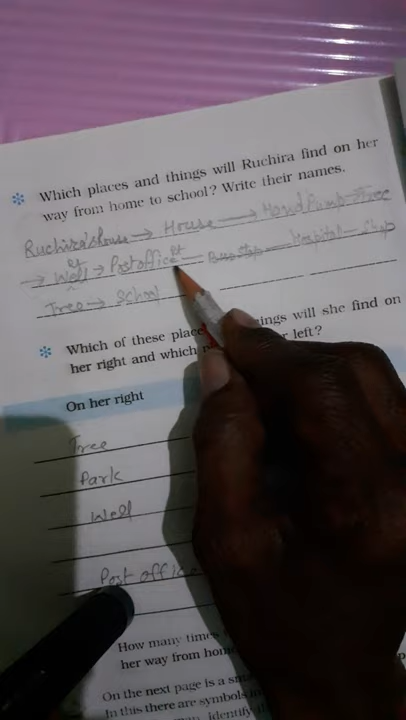 * Which places and things will Ruchira find on her
way from home to school? Write their names.
Ruchira's house → House → Hand Pump → Tree
→ Well → Post office — Bus stop — Hospital — Shop
Tree → School
* Which of these ings will she find on
her right and which left?
On her right
Tree
Park
Well
Post office
How many times
her way from
On the next page is a
In this there are symbols
identify